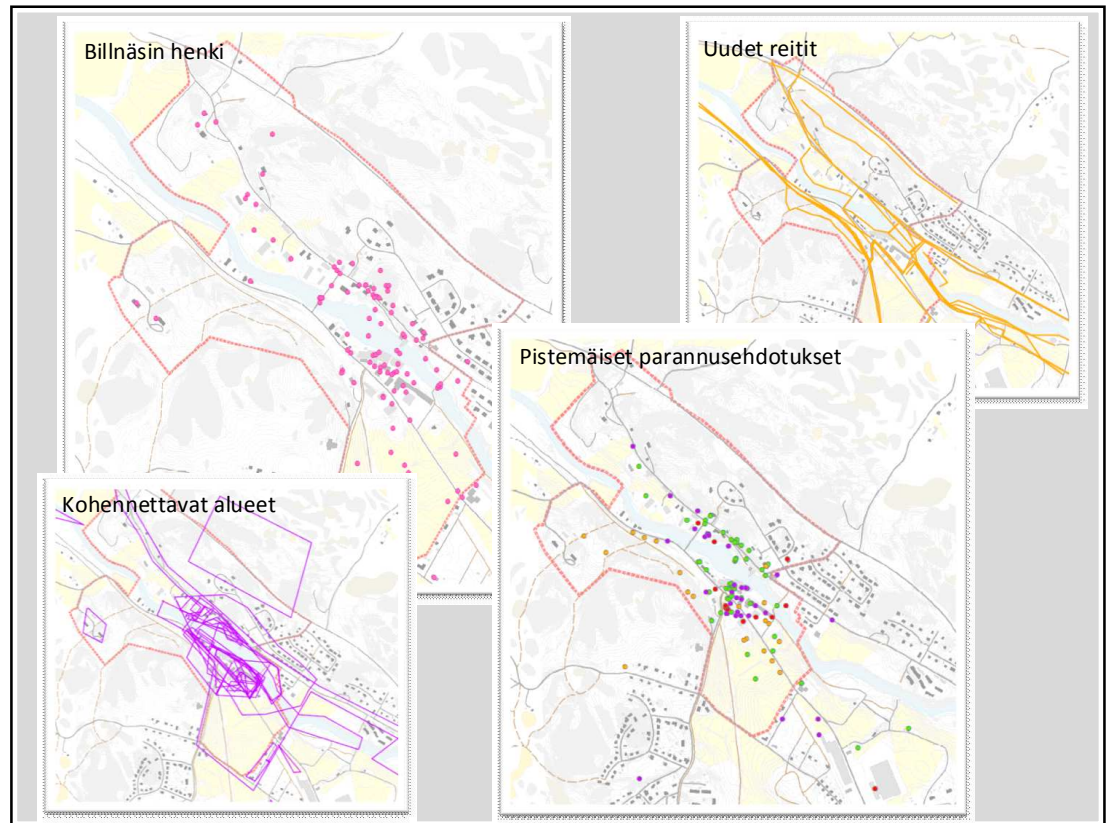 Billnäsin henki
Uudet reitit
Pistemäiset parannusehdotukset
Kohennettavat alueet